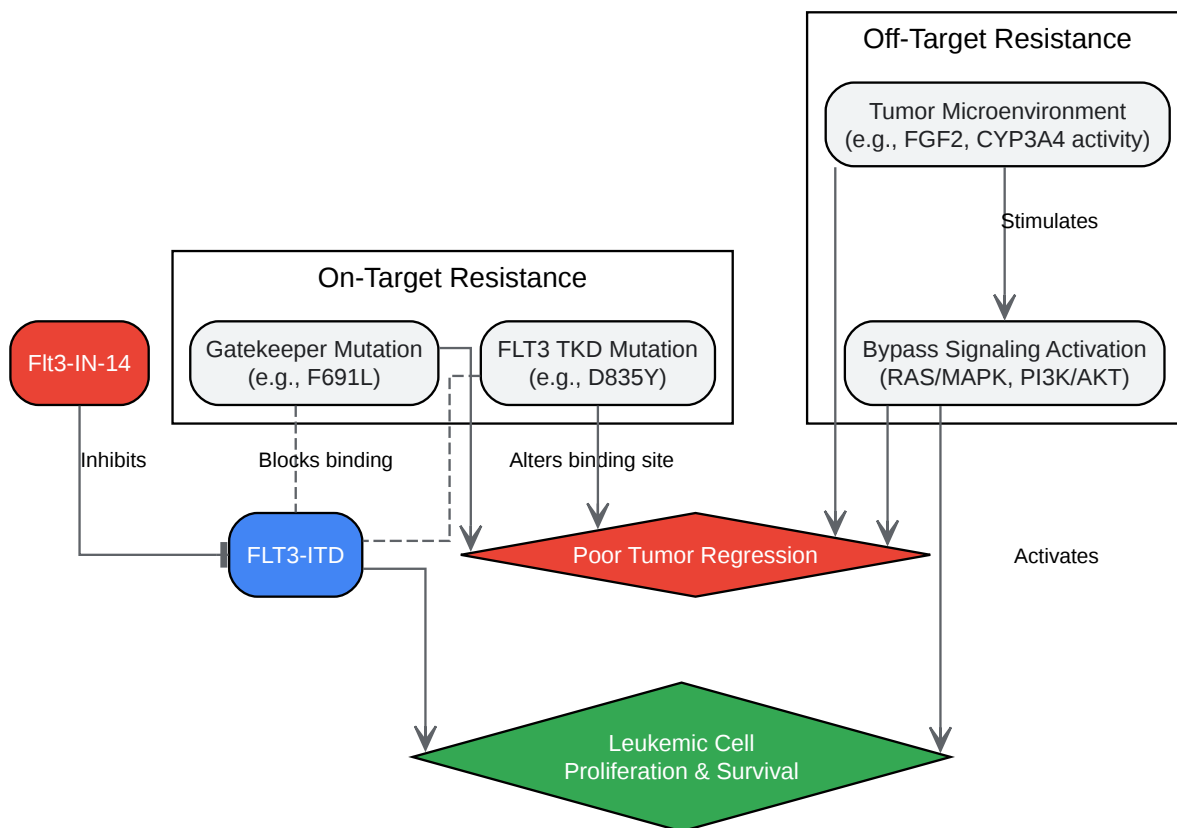 Off-Target Resistance
Tumor Microenvironment
(e.g., FGF2, CYP3A4 activity)
Stimulates
On-Target Resistance
Flt3-IN-14
Gatekeeper Mutation
(e.g., F691L)
FLT3 TKD Mutation
(e.g., D835Y)
Bypass Signaling Activation
(RAS/MAPK, PI3K/AKT)
Inhibits
Blocks binding
Alters binding site
FLT3-ITD
Poor Tumor Regression
Activates
Leukemic Cell
Proliferation & Survival